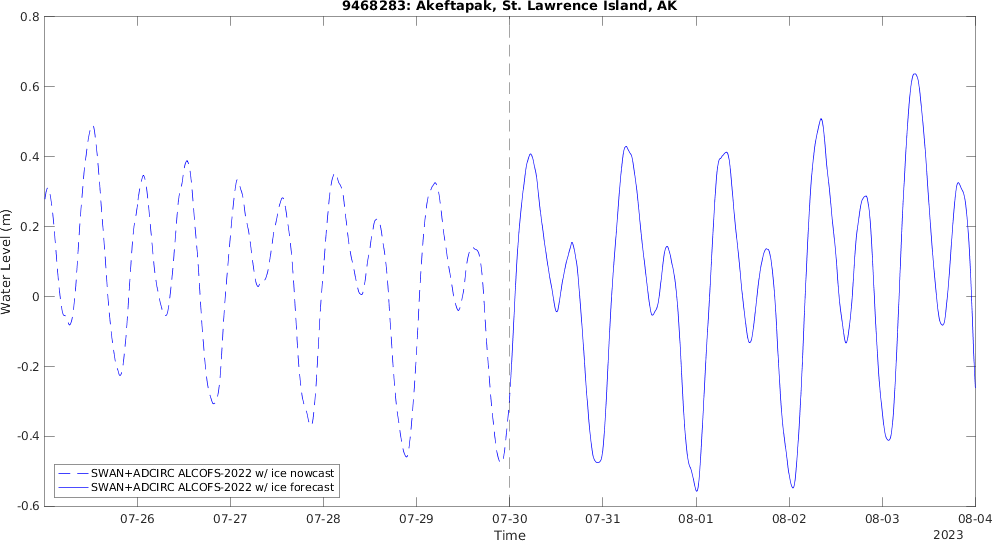 9468283: Akeftapak, St. Lawrence Island, AK
0.8
0.6
0.4
0.2
0
-0.2
-0.4
-0.6
Water Level (m)
SWAN+ADCIRC ALCOFS-2022 w/ ice nowcast
SWAN+ADCIRC ALCOFS-2022 w/ ice forecast
07-26 07-27 07-28 07-29 07-30 07-31 08-01 08-02 08-03 08-04
Time
2023